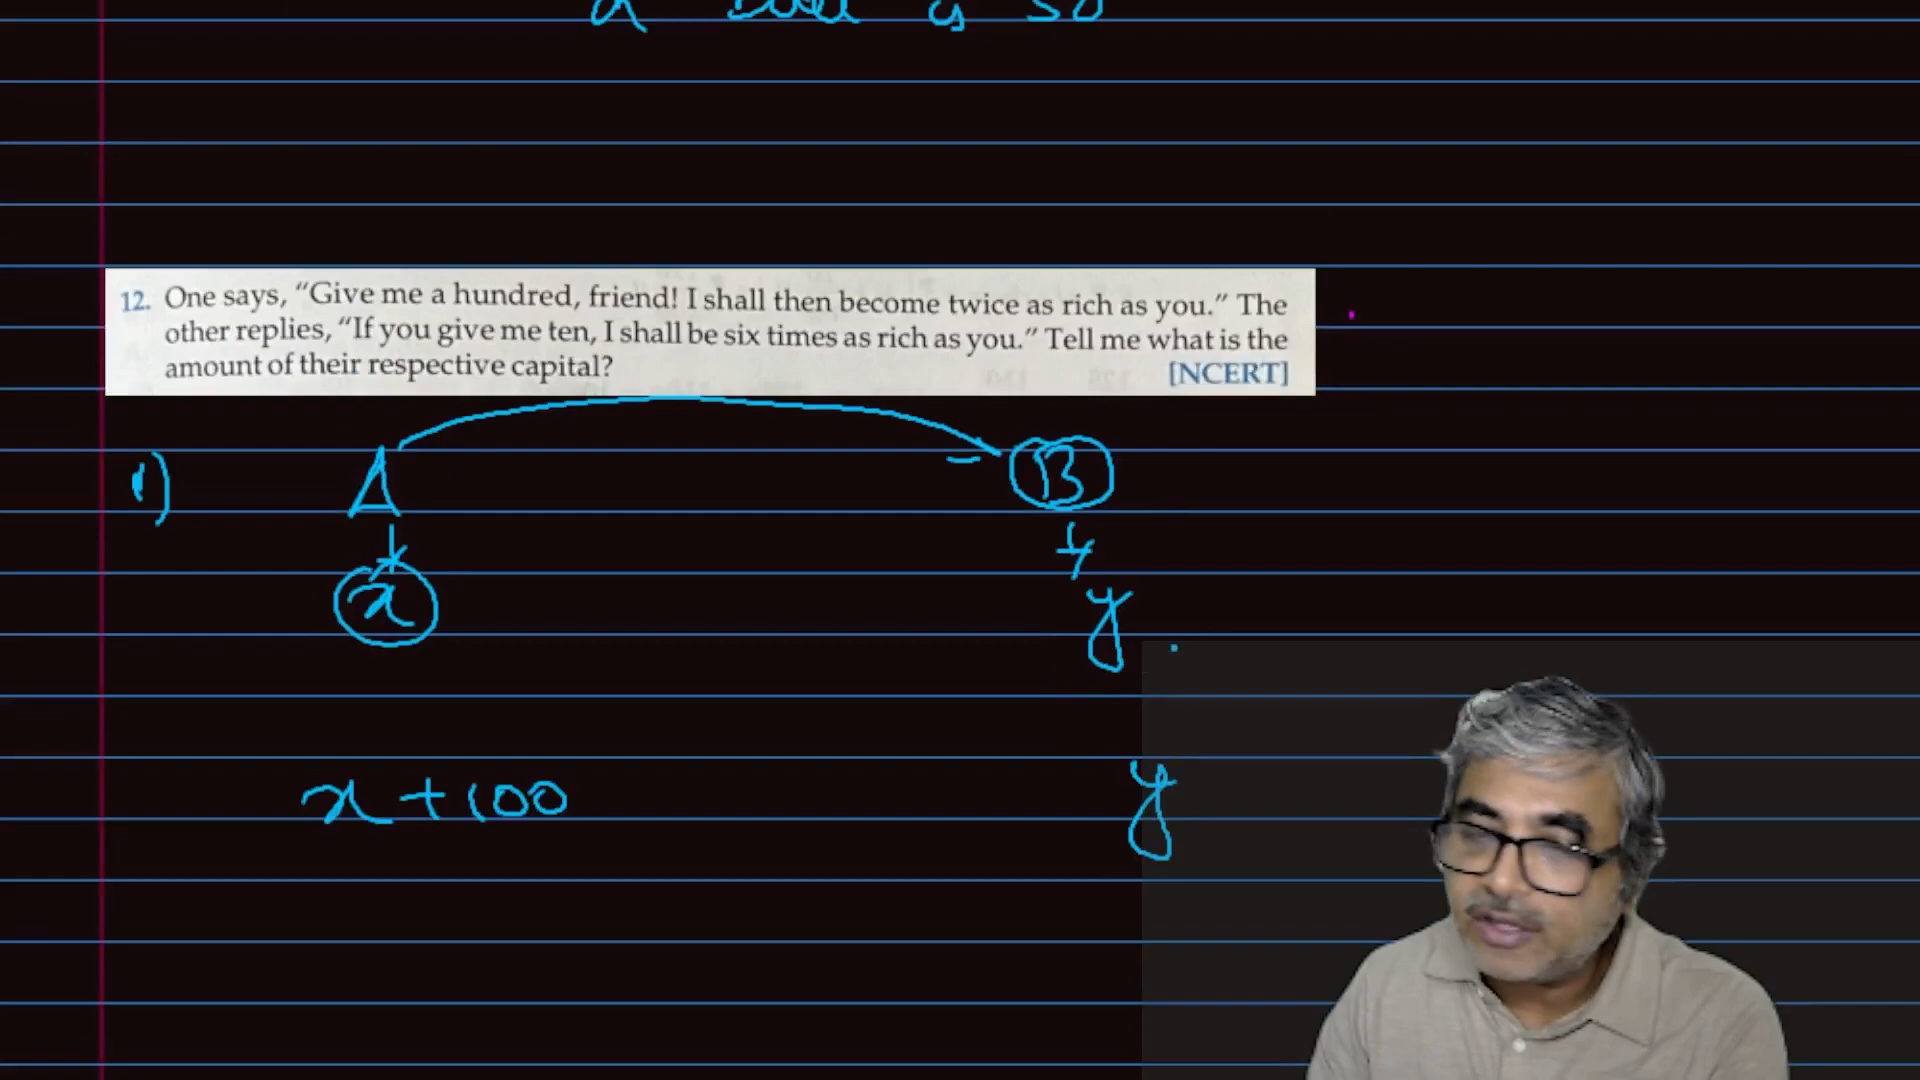 is 50
12. One says, “Give me a hundred, friend! I shall then become twice as rich as you.” The
other replies, “If you give me ten, I shall be six times as rich as you.” Tell me what is the
amount of their respective capital? [NCERT]
1) A B
x y
x + 100 y